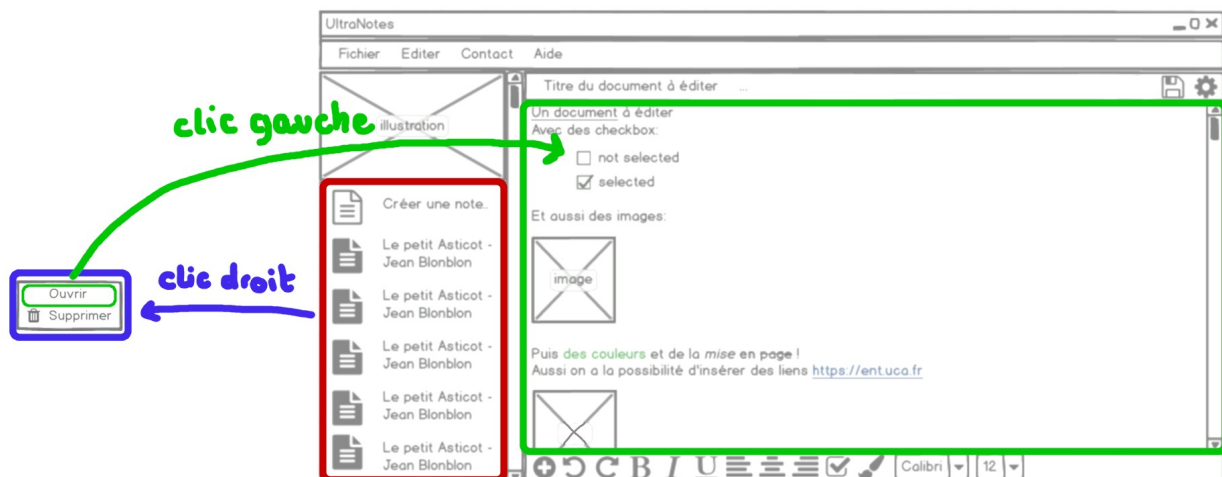 UltraNotes
Fichier Editer Contact Aide
illustration
Titre du document à éditer ...
clic gauche
Un document à éditer
Avec des checkbox:
not selected
selected
Et aussi des images:
image
Puis des couleurs et de la mise en page !
Aussi on a la possibilité d'insérer des liens https://ent.uca.fr
Créer une note..
Le petit Asticot -
Jean Blonblon
Le petit Asticot -
Jean Blonblon
Le petit Asticot -
Jean Blonblon
Le petit Asticot -
Jean Blonblon
Le petit Asticot -
Jean Blonblon
clic droit
Ouvrir
Supprimer
B I U Calibri 12